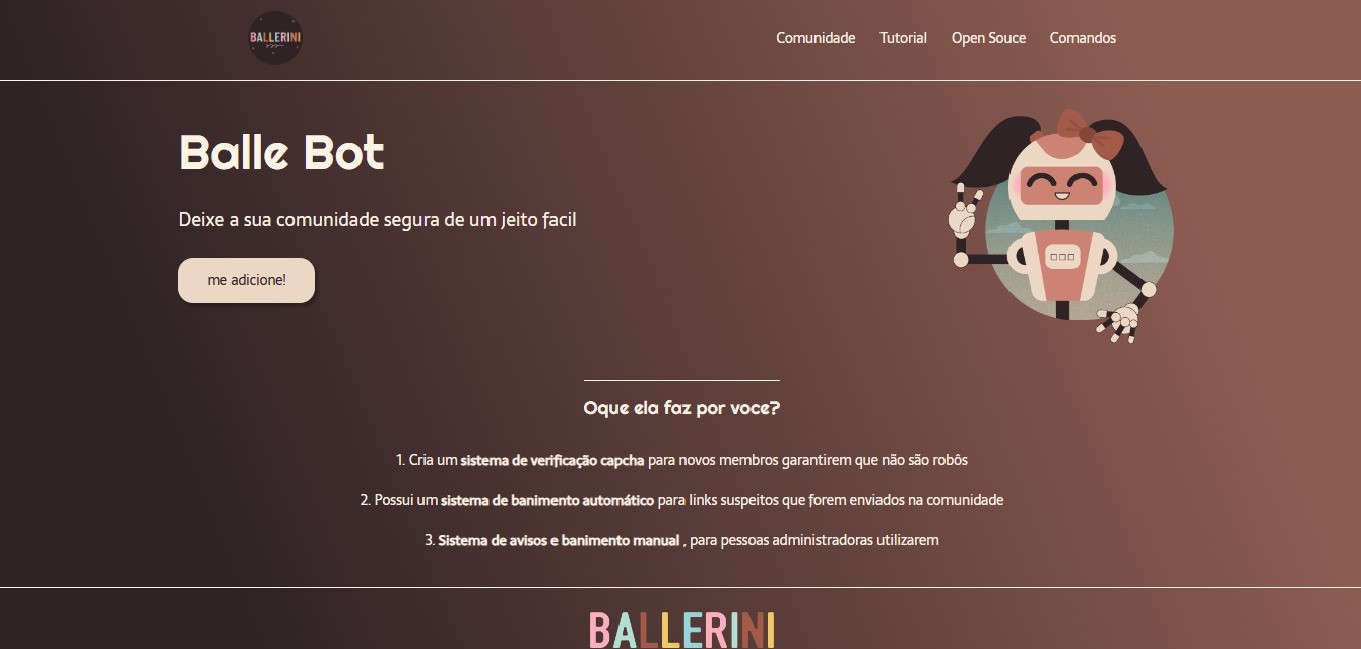 BALLERINI
Comunidade Tutorial Open Souce Comandos
Balle Bot
Deixe a sua comunidade segura de um jeito facil
me adicione!
Oque ela faz por voce?
1. Cria um sistema de verificação capcha para novos membros garantirem que não são robôs
2. Possui um sistema de banimento automático para links suspeitos que forem enviados na comunidade
3. Sistema de avisos e banimento manual , para pessoas administradoras utilizarem
BALLERINI